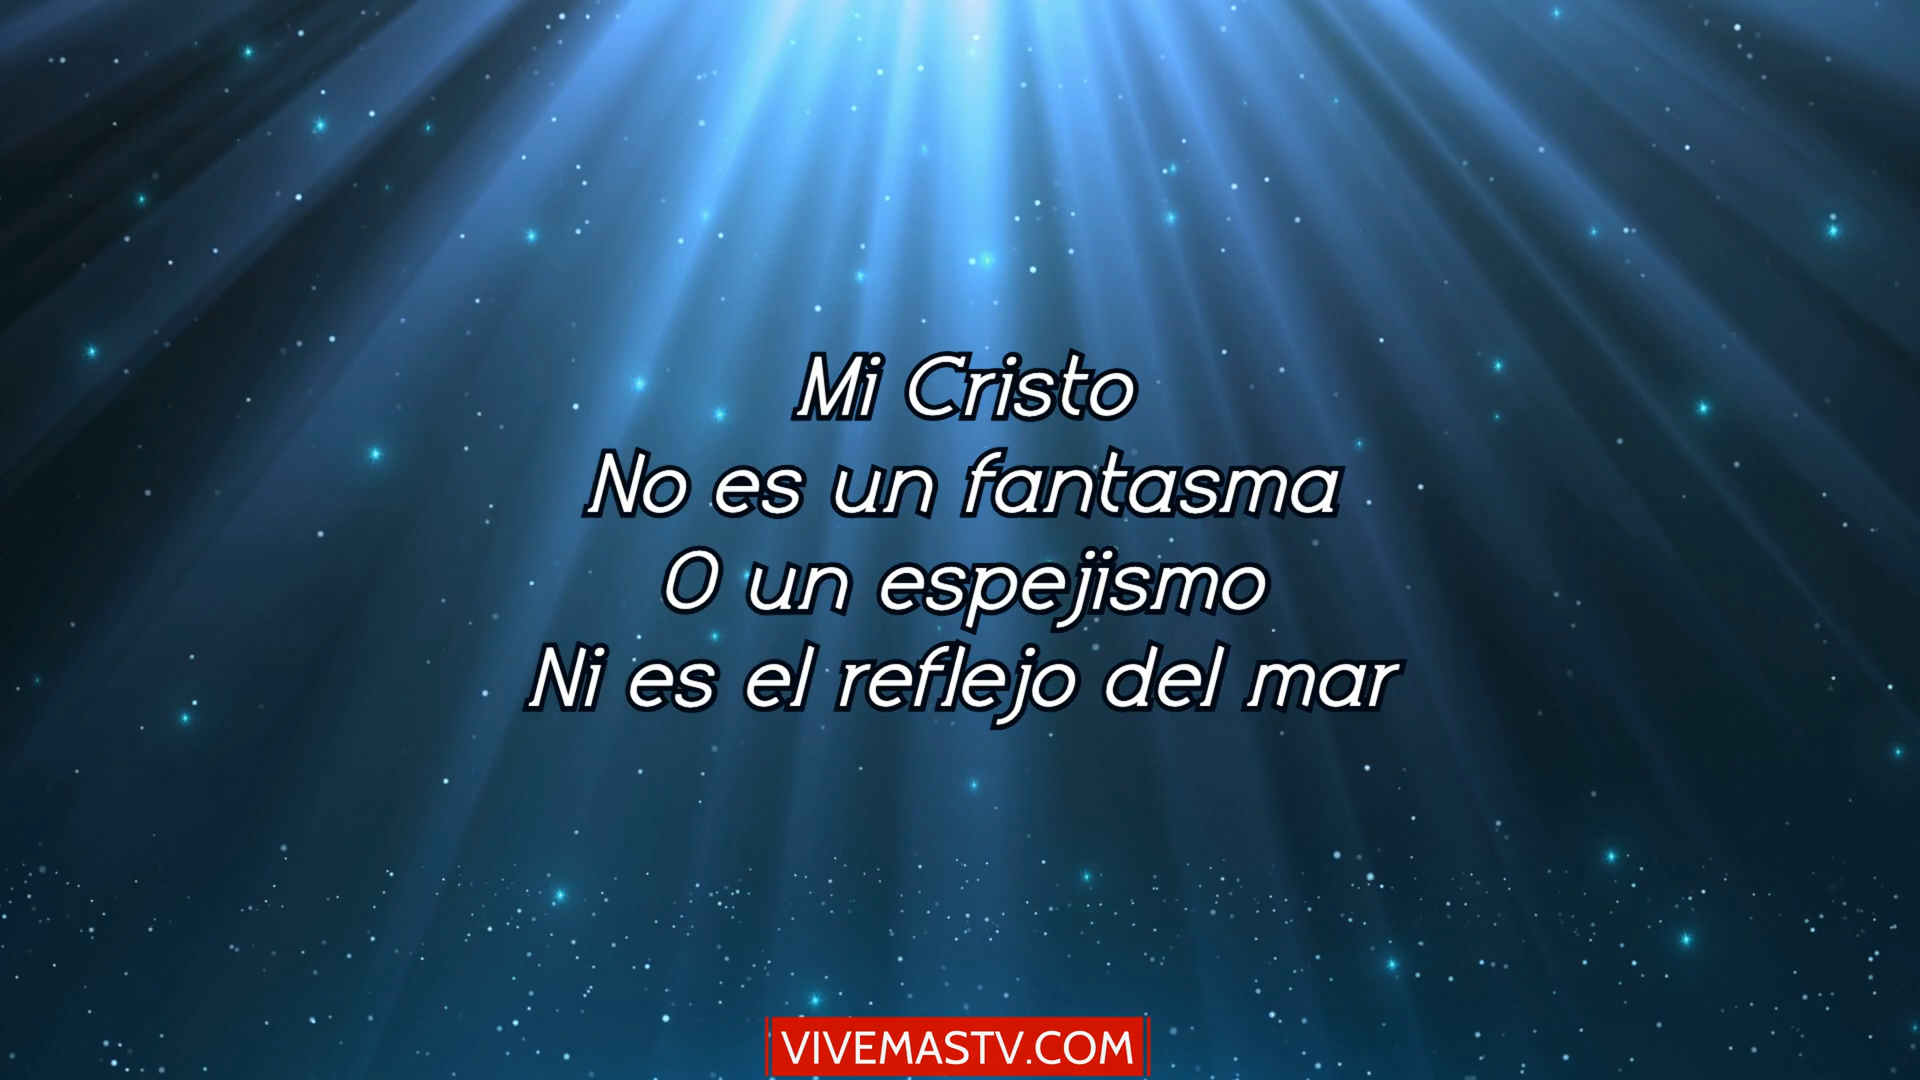 Mi Cristo
No es un fantasma
O un espejismo
Ni es el reflejo del mar
VIVEMASTV.COM